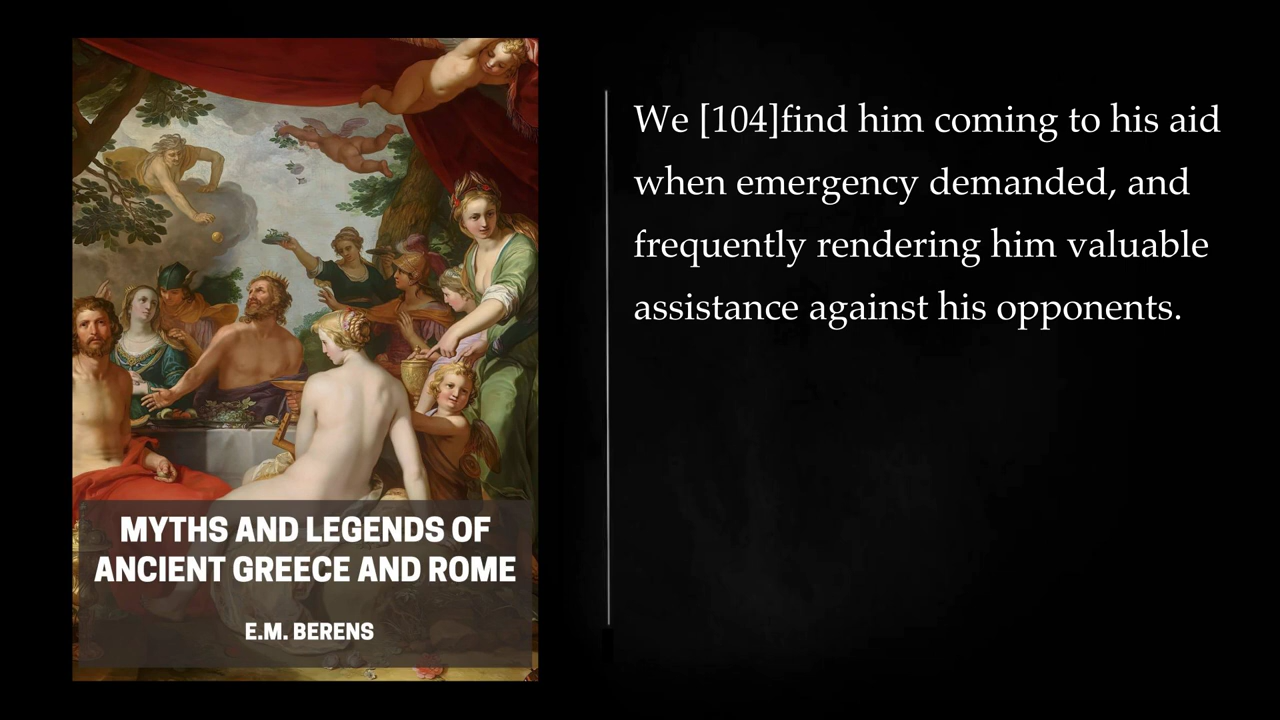 We [104]find him coming to his aid
when emergency demanded, and
frequently rendering him valuable
assistance against his opponents.
MYTHS AND LEGENDS OF
ANCIENT GREECE AND ROME
E.M. BERENS